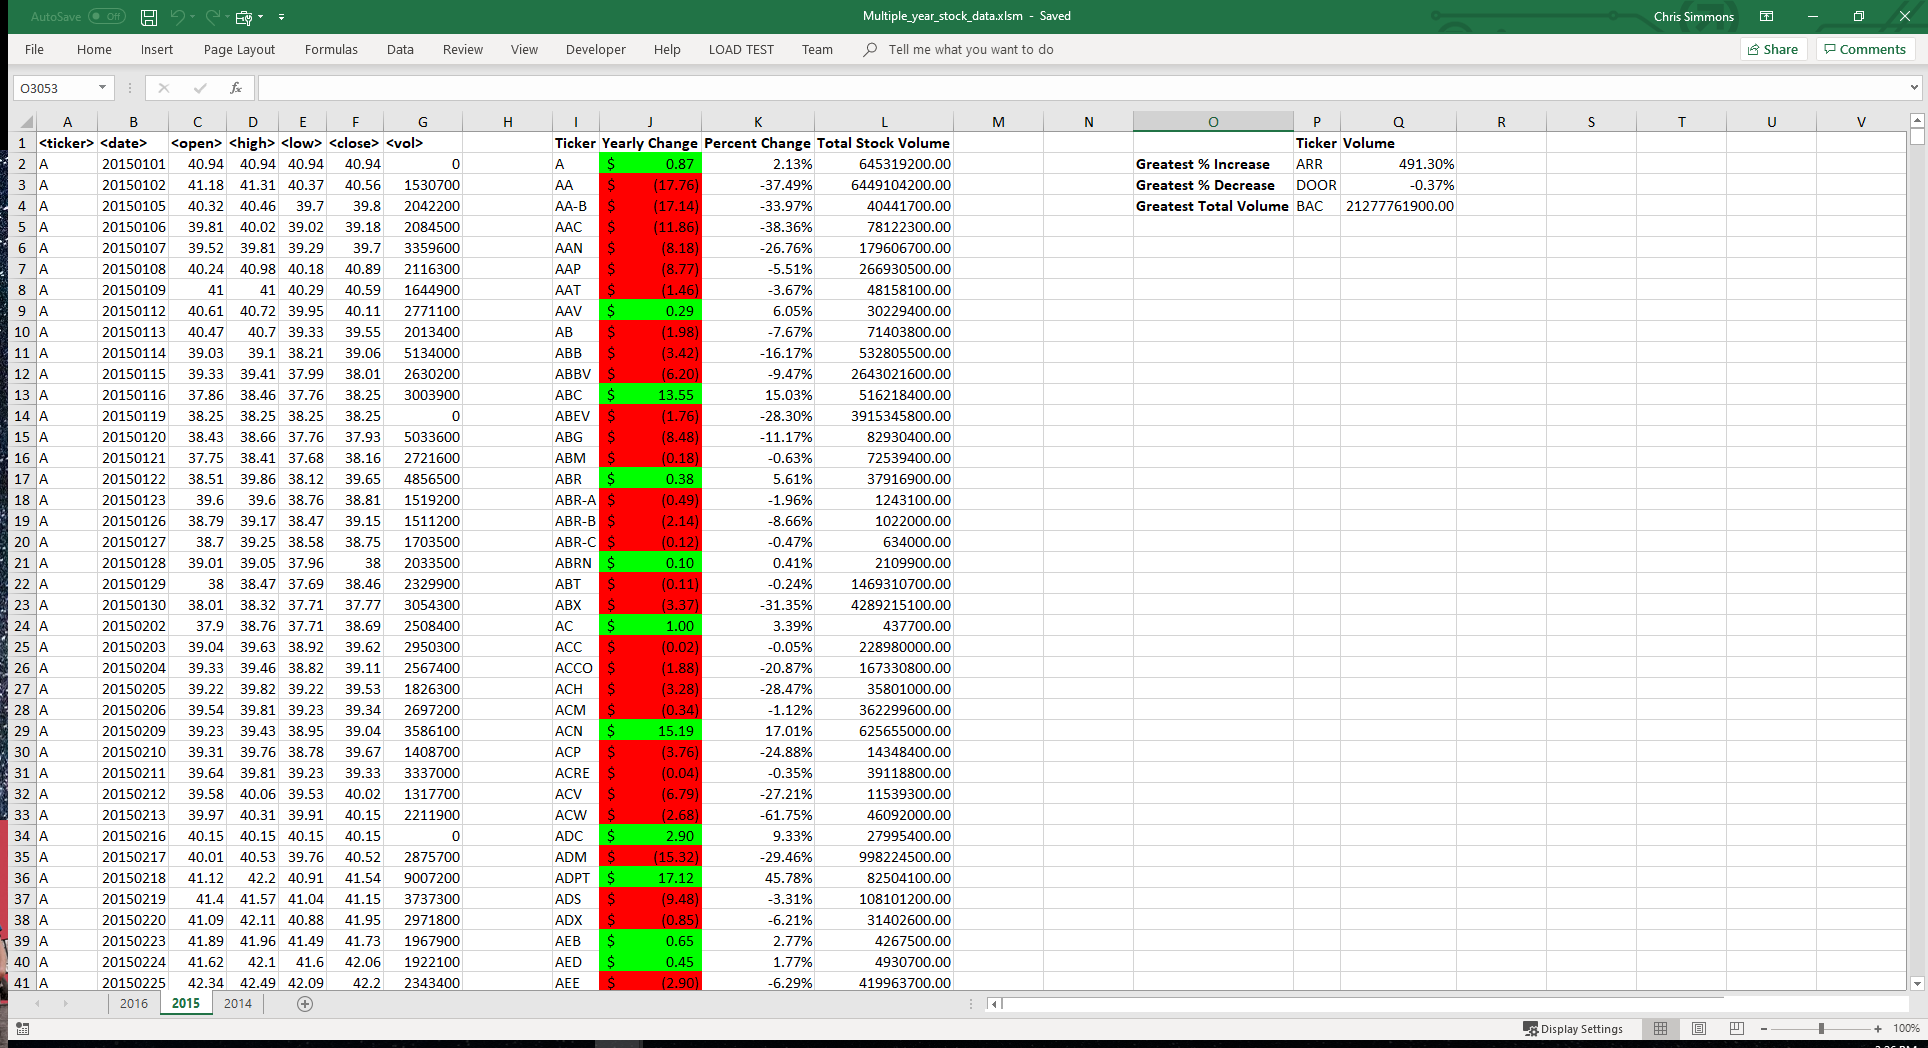 AutoSave Off Multiple_year_stock_data.xlsm - Saved Chris Simmons
File Home Insert Page Layout Formulas Data Review View Developer Help LOAD TEST Team Tell me what you want to do Share Comments
O3053 fx
A B C D E F G H I J K L M N O P Q R S T U V
1 <ticker> <date> <open> <high> <low> <close> <vol> Ticker Yearly Change Percent Change Total Stock Volume Ticker Volume
2 A 20150101 40.94 40.94 40.94 40.94 0 A $ 0.87 2.13% 645319200.00 Greatest % Increase ARR 491.30%
3 A 20150102 41.18 41.31 40.37 40.56 1530700 AA $ (17.76) -37.49% 6449104200.00 Greatest % Decrease DOOR -0.37%
4 A 20150105 40.32 40.46 39.7 39.8 2042200 AA-B $ (17.14) -33.97% 40441700.00 Greatest Total Volume BAC 21277761900.00
5 A 20150106 39.81 40.02 39.02 39.18 2084500 AAC $ (11.86) -38.36% 78122300.00
6 A 20150107 39.52 39.81 39.29 39.7 3359600 AAN $ (8.18) -26.76% 179606700.00
7 A 20150108 40.24 40.98 40.18 40.89 2116300 AAP $ (8.77) -5.51% 266930500.00
8 A 20150109 41 41 40.29 40.59 1644900 AAT $ (1.46) -3.67% 48158100.00
9 A 20150112 40.61 40.72 39.95 40.11 2771100 AAV $ 0.29 6.05% 30229400.00
10 A 20150113 40.47 40.7 39.33 39.55 2013400 AB $ (1.98) -7.67% 71403800.00
11 A 20150114 39.03 39.1 38.21 39.06 5134000 ABB $ (3.42) -16.17% 532805500.00
12 A 20150115 39.33 39.41 37.99 38.01 2630200 ABBV $ (6.20) -9.47% 2643021600.00
13 A 20150116 37.86 38.46 37.76 38.25 3003900 ABC $ 13.55 15.03% 516218400.00
14 A 20150119 38.25 38.25 38.25 38.25 0 ABEV $ (1.76) -28.30% 3915345800.00
15 A 20150120 38.43 38.66 37.76 37.93 5033600 ABG $ (8.48) -11.17% 82930400.00
16 A 20150121 37.75 38.41 37.68 38.16 2721600 ABM $ (0.18) -0.63% 72539400.00
17 A 20150122 38.51 39.86 38.12 39.65 4856500 ABR $ 0.38 5.61% 37916900.00
18 A 20150123 39.6 39.6 38.76 38.81 1519200 ABR-A $ (0.49) -1.96% 1243100.00
19 A 20150126 38.79 39.17 38.47 39.15 1511200 ABR-B $ (2.14) -8.66% 1022000.00
20 A 20150127 38.7 39.25 38.58 38.75 1703500 ABR-C $ (0.12) -0.47% 634000.00
21 A 20150128 39.01 39.05 37.96 38 2033500 ABRN $ 0.10 0.41% 2109900.00
22 A 20150129 38 38.47 37.69 38.46 2329900 ABT $ (0.11) -0.24% 1469310700.00
23 A 20150130 38.01 38.32 37.71 37.77 3054300 ABX $ (3.37) -31.35% 4289215100.00
24 A 20150202 37.9 38.76 37.71 38.69 2508400 AC $ 1.00 3.39% 437700.00
25 A 20150203 39.04 39.63 38.92 39.62 2950300 ACC $ (0.02) -0.05% 228980000.00
26 A 20150204 39.33 39.46 38.82 39.11 2567400 ACCO $ (1.88) -20.87% 167330800.00
27 A 20150205 39.22 39.82 39.22 39.53 1826300 ACH $ (3.28) -28.47% 35801000.00
28 A 20150206 39.54 39.81 39.23 39.34 2697200 ACM $ (0.34) -1.12% 362299600.00
29 A 20150209 39.23 39.43 38.95 39.04 3586100 ACN $ 15.19 17.01% 625655000.00
30 A 20150210 39.31 39.76 38.78 39.67 1408700 ACP $ (3.76) -24.88% 14348400.00
31 A 20150211 39.64 39.81 39.23 39.33 3337000 ACRE $ (0.04) -0.35% 39118800.00
32 A 20150212 39.58 40.06 39.53 40.02 1317700 ACV $ (6.79) -27.21% 11539300.00
33 A 20150213 39.97 40.31 39.91 40.15 2211900 ACW $ (2.68) -61.75% 46092000.00
34 A 20150216 40.15 40.15 40.15 40.15 0 ADC $ 2.90 9.33% 27995400.00
35 A 20150217 40.01 40.53 39.76 40.52 2875700 ADM $ (15.32) -29.46% 998224500.00
36 A 20150218 41.12 42.2 40.91 41.54 9007200 ADPT $ 17.12 45.78% 82504100.00
37 A 20150219 41.4 41.57 41.04 41.15 3737300 ADS $ (9.48) -3.31% 108101200.00
38 A 20150220 41.09 42.11 40.88 41.95 2971800 ADX $ (0.85) -6.21% 31402600.00
39 A 20150223 41.89 41.96 41.49 41.73 1967900 AEB $ 0.65 2.77% 4267500.00
40 A 20150224 41.62 42.1 41.6 42.06 1922100 AED $ 0.45 1.77% 4930700.00
41 A 20150225 42.34 42.49 42.09 42.2 2343400 AEE $ (2.90) -6.29% 419963700.00
2016 2015 2014
Display Settings 100%